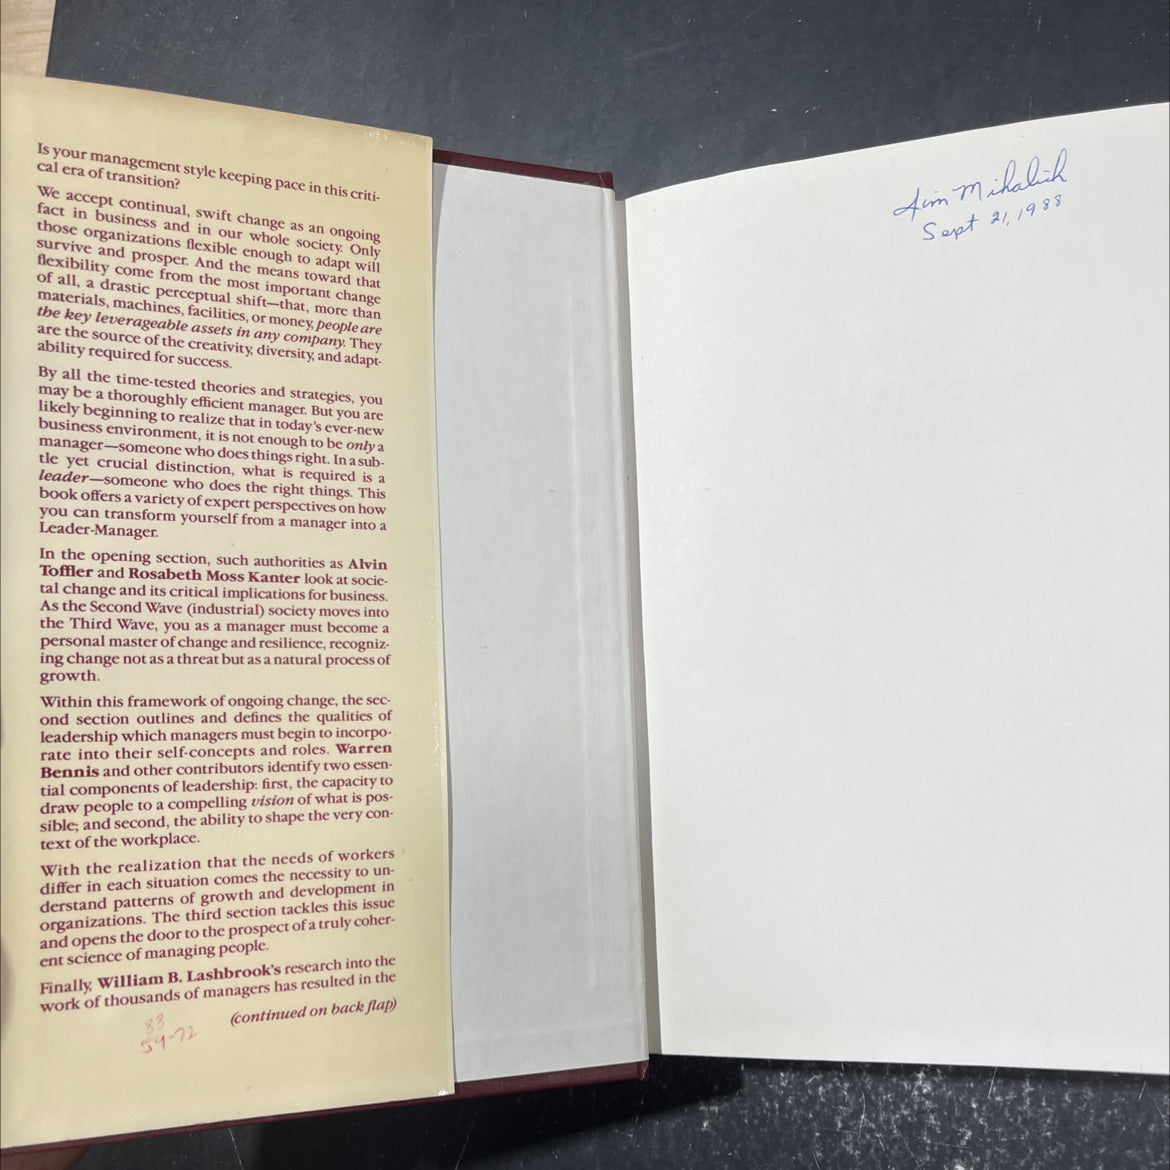 Is your management style keeping pace in this criti-
cal era of transition?
We accept continual, swift change as an ongoing
fact in business and in our whole society. Only
those organizations flexible enough to adapt will
survive and prosper. And the means toward that
flexibility come from the most important change
of all, a drastic perceptual shift—that, more than
materials, machines, facilities, or money, people are
the key leverageable assets in any company. They
are the source of the creativity, diversity, and adapt-
ability required for success.
By all the time-tested theories and strategies, you
may be a thoroughly efficient manager. But you are
likely beginning to realize that in today's ever-new
business environment, it is not enough to be only a
manager—someone who does things right. In a sub-
tle yet crucial distinction, what is required is a
leader—someone who does the right things. This
book offers a variety of expert perspectives on how
you can transform yourself from a manager into a
Leader-Manager.
In the opening section, such authorities as Alvin
Toffler and Rosabeth Moss Kanter look at socie-
tal change and its critical implications for business.
As the Second Wave (industrial) society moves into
the Third Wave, you as a manager must become a
personal master of change and resilience, recogniz-
ing change not as a threat but as a natural process of
growth.
Within this framework of ongoing change, the sec-
ond section outlines and defines the qualities of
leadership which managers must begin to incorpo-
rate into their self-concepts and roles. Warren
Bennis and other contributors identify two essen-
tial components of leadership: first, the capacity to
draw people to a compelling vision of what is pos-
sible; and second, the ability to shape the very con-
text of the workplace.
With the realization that the needs of workers
differ in each situation comes the necessity to un-
derstand patterns of growth and development in
organizations. The third section tackles this issue
and opens the door to the prospect of a truly coher-
ent science of managing people.
Finally, William B. Lashbrook's research into the
work of thousands of managers has resulted in the
(continued on back flap)
83
59-72
Jim Mihalich
Sept 21, 1988